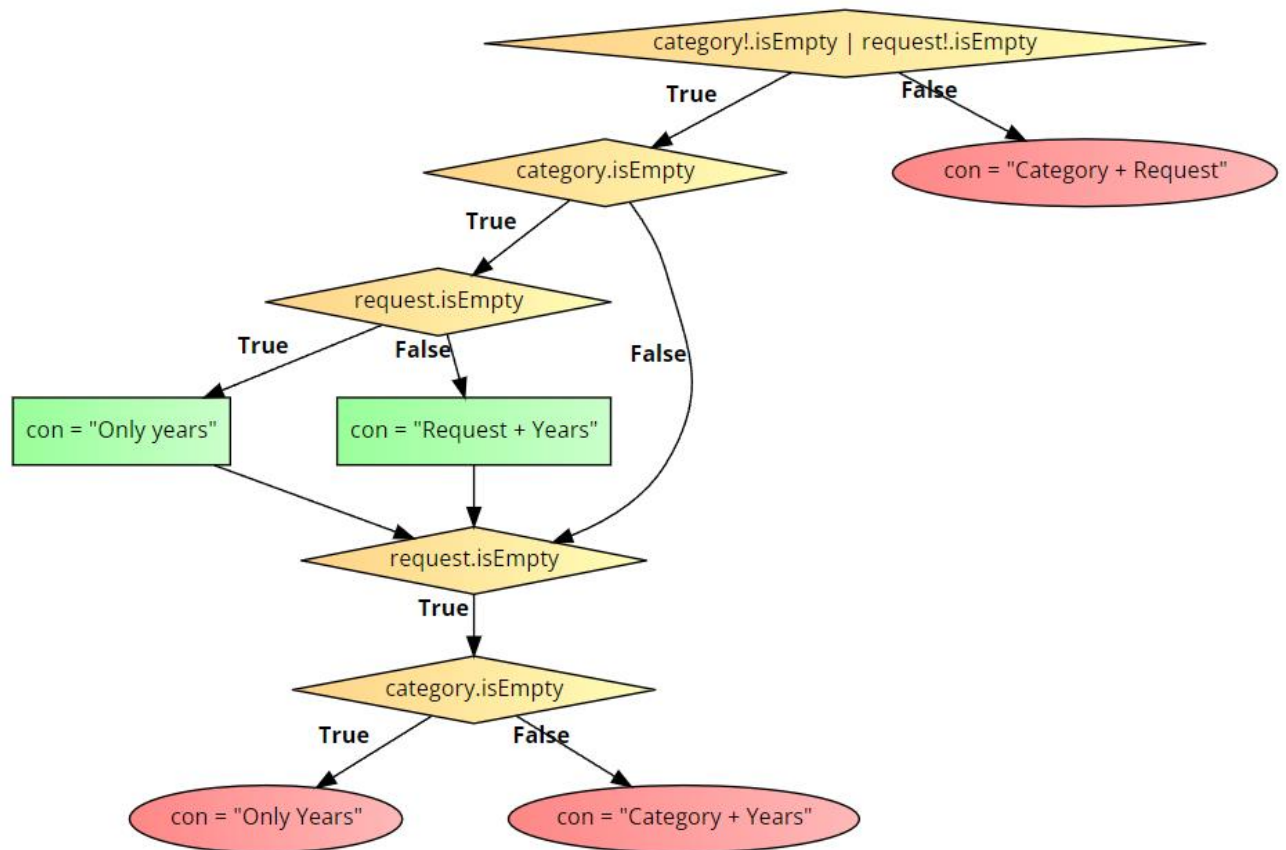 category!.isEmpty | request!.isEmpty
True
False
category.isEmpty
con = "Category + Request"
True
request.isEmpty
True
False
False
con = "Only years"
con = "Request + Years"
request.isEmpty
True
category.isEmpty
True
False
con = "Only Years"
con = "Category + Years"